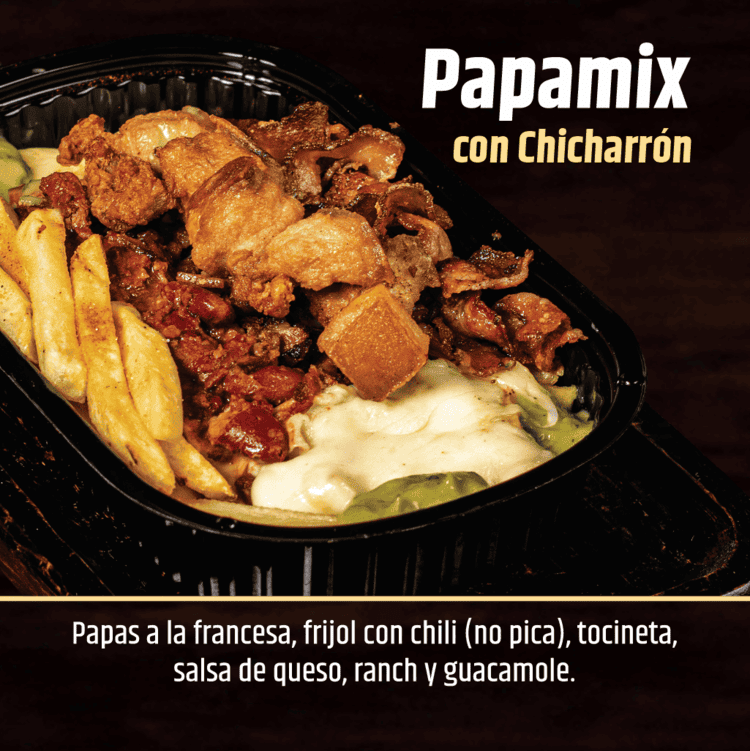 Papamix
con Chicharrón
Papas a la francesa, frijol con chili (no pica), tocineta,
salsa de queso, ranch y guacamole.